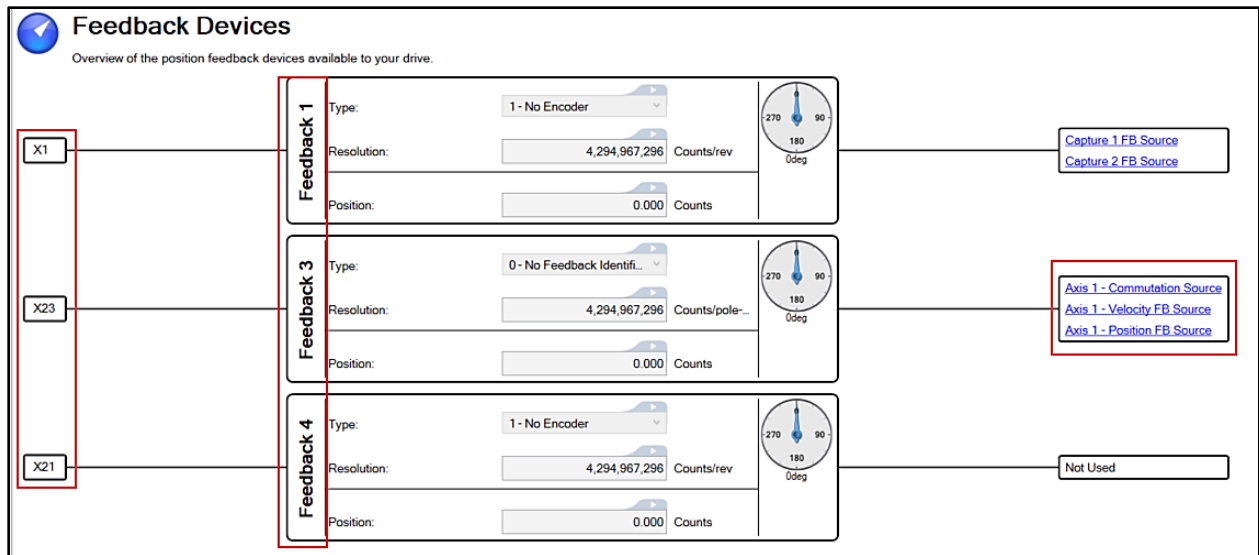 Feedback Devices
Overview of the position feedback devices available to your drive.
X1
Feedback 1
Type: 1 - No Encoder
Resolution: 4,294,967,296 Counts/rev
Position: 0.000 Counts
0
270 90
180
0deg
Capture 1 FB Source
Capture 2 FB Source
X23
Feedback 3
Type: 0 - No Feedback Identifi...
Resolution: 4,294,967,296 Counts/pole-...
Position: 0.000 Counts
0
270 90
180
0deg
Axis 1 - Commutation Source
Axis 1 - Velocity FB Source
Axis 1 - Position FB Source
X21
Feedback 4
Type: 1 - No Encoder
Resolution: 4,294,967,296 Counts/rev
Position: 0.000 Counts
0
270 90
180
0deg
Not Used